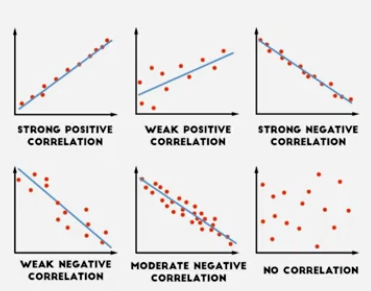 STRONG POSITIVE
CORRELATION
WEAK POSITIVE
CORRELATION
STRONG NEGATIVE
CORRELATION
WEAK NEGATIVE
CORRELATION
MODERATE NEGATIVE
CORRELATION
NO CORRELATION